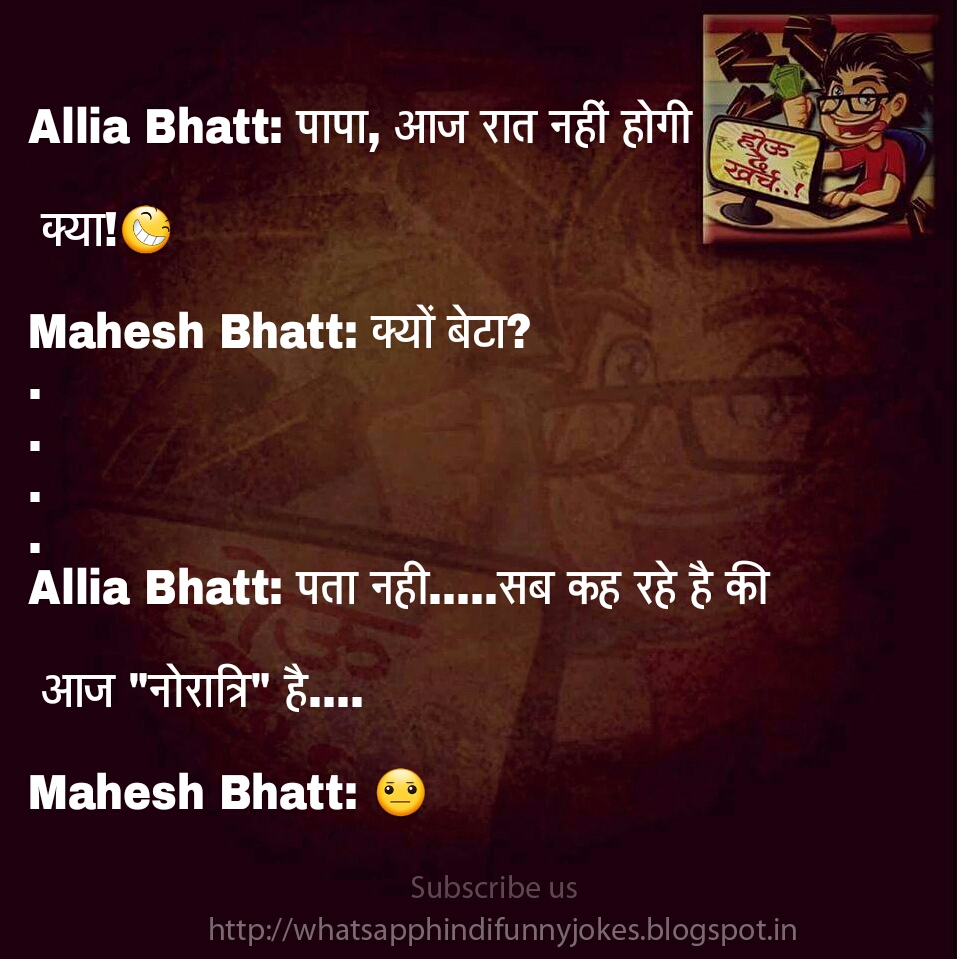 Allia Bhatt: पापा, आज रात नहीं होगी
होऊ
दे
खर्च..!
क्या!😆
Mahesh Bhatt: क्यों बेटा?
.
.
.
.
Allia Bhatt: पता नही.....सब कह रहे है की
आज "नोरात्रि" है....
Mahesh Bhatt: 😐
Subscribe us
http://whatsapphindifunnyjokes.blogspot.in